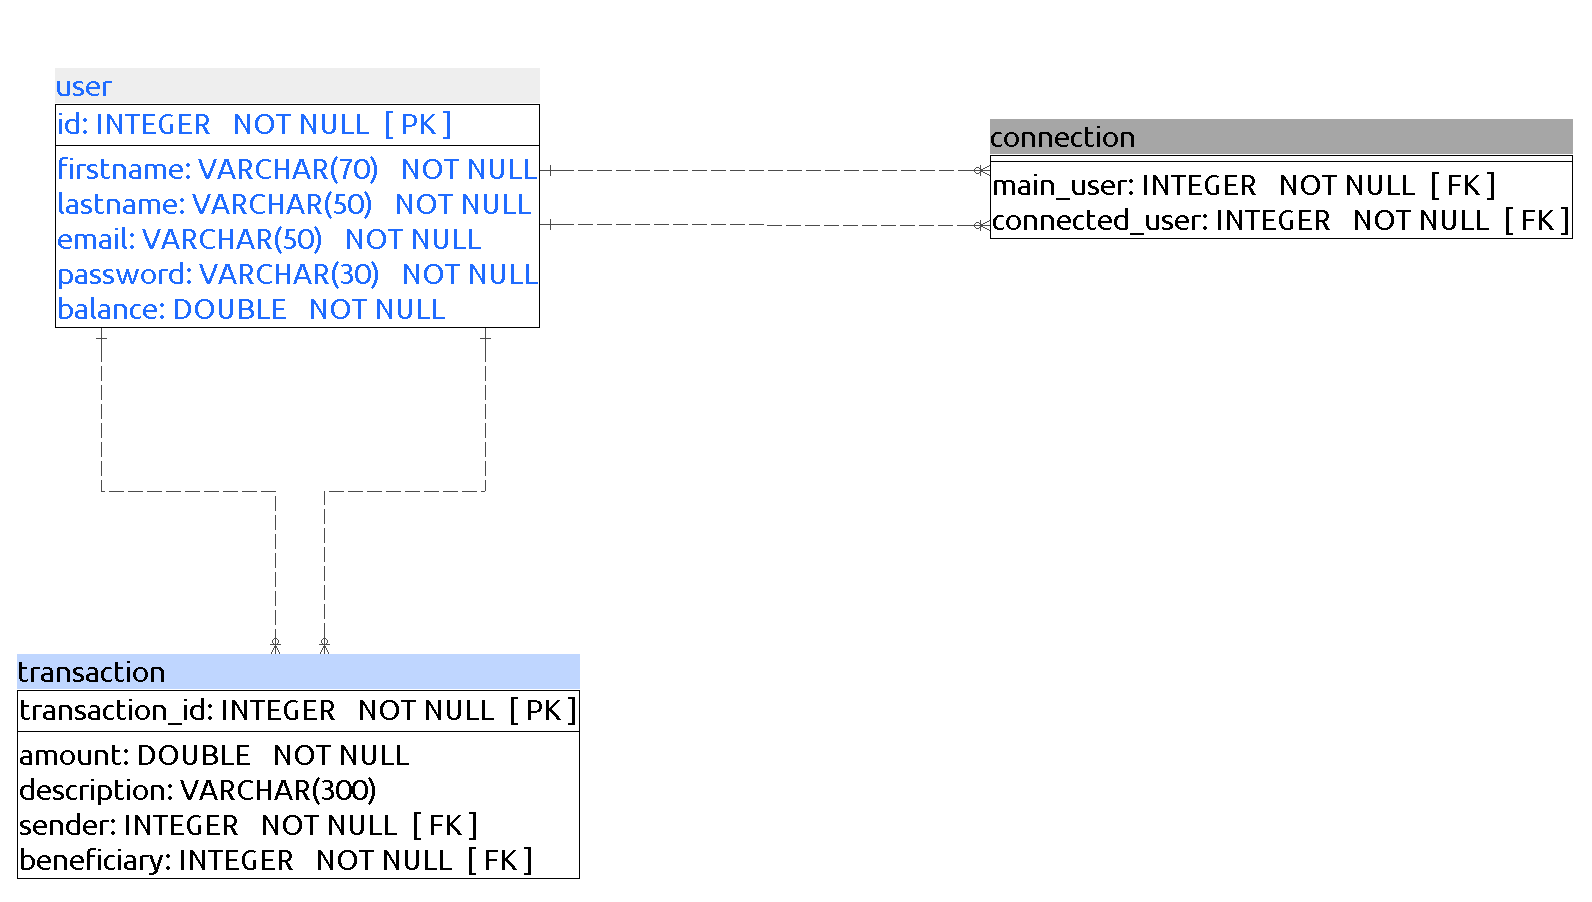 user
id: INTEGER NOT NULL [ PK ]
firstname: VARCHAR(70) NOT NULL
lastname: VARCHAR(50) NOT NULL
email: VARCHAR(50) NOT NULL
password: VARCHAR(30) NOT NULL
balance: DOUBLE NOT NULL
connection
main_user: INTEGER NOT NULL [ FK ]
connected_user: INTEGER NOT NULL [ FK ]
transaction
transaction_id: INTEGER NOT NULL [ PK ]
amount: DOUBLE NOT NULL
description: VARCHAR(300)
sender: INTEGER NOT NULL [ FK ]
beneficiary: INTEGER NOT NULL [ FK ]